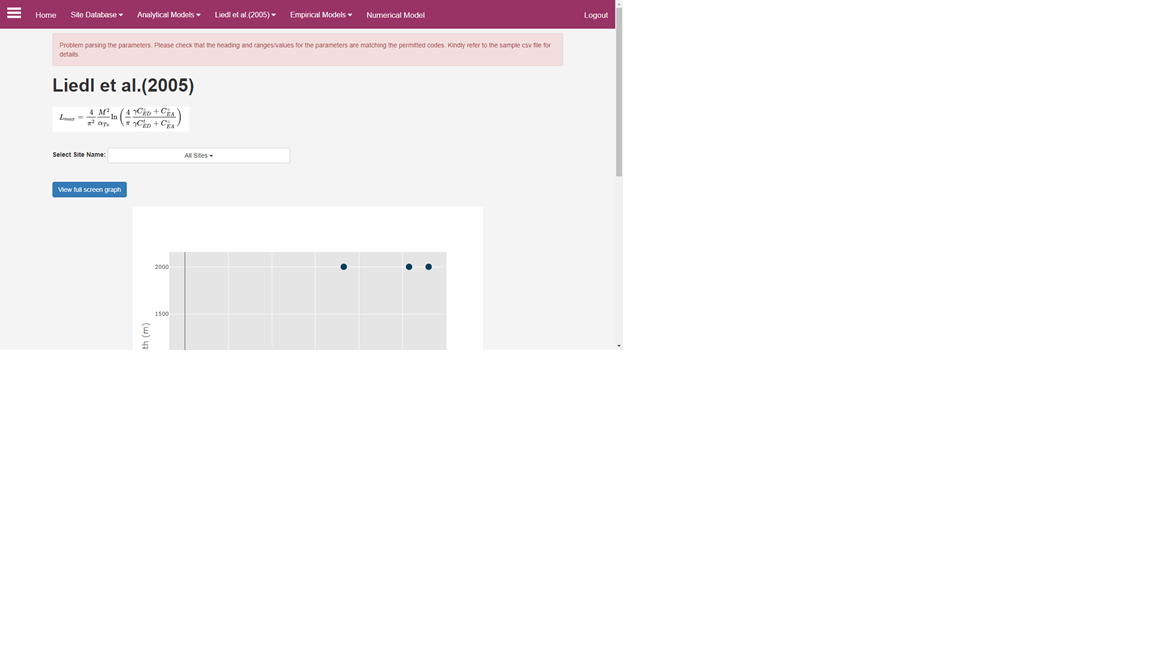 Home Site Database Analytical Models Liedl et al.(2005) Empirical Models Numerical Model Logout
Problem parsing the parameters. Please check that the heading and ranges/values for the parameters are matching the permitted codes. Kindly refer to the sample csv file for
details.
Liedl et al.(2005)
L_{max} = \frac{4}{\pi^2} \frac{M^2}{\alpha_{Tv}} \ln \left( \frac{4}{\pi} \frac{\gamma C_{ED}^{\circ} + C_{EA}^{\circ}}{\gamma C_{ED}^{t} + C_{EA}^{\circ}} \right)
Select Site Name: All Sites
View full screen graph
2000
1500
th (m)